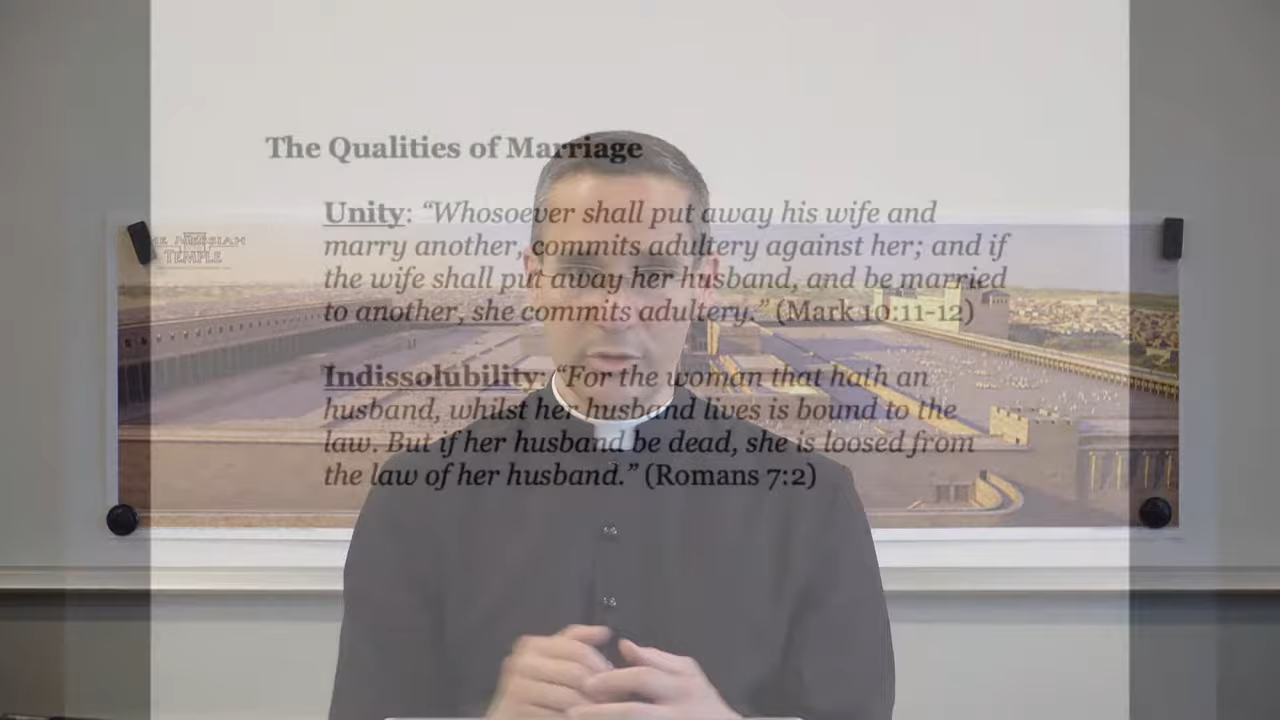 The Qualities of Marriage
Unity: “Whosoever shall put away his wife and
marry another, commits adultery against her; and if
the wife shall put away her husband, and be married
to another, she commits adultery.” (Mark 10:11-12)
MESSIAH
TEMPLE
Indissolubility: “For the woman that hath an
husband, whilst her husband lives is bound to the
law. But if her husband be dead, she is loosed from
the law of her husband.” (Romans 7:2)